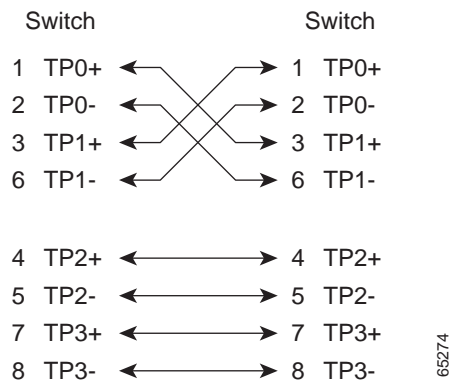 Switch Switch
1 TP0+ 1 TP0+
2 TP0- 2 TP0-
3 TP1+ 3 TP1+
6 TP1- 6 TP1-
4 TP2+ 4 TP2+
5 TP2- 5 TP2-
7 TP3+ 7 TP3+
8 TP3- 8 TP3-
65274